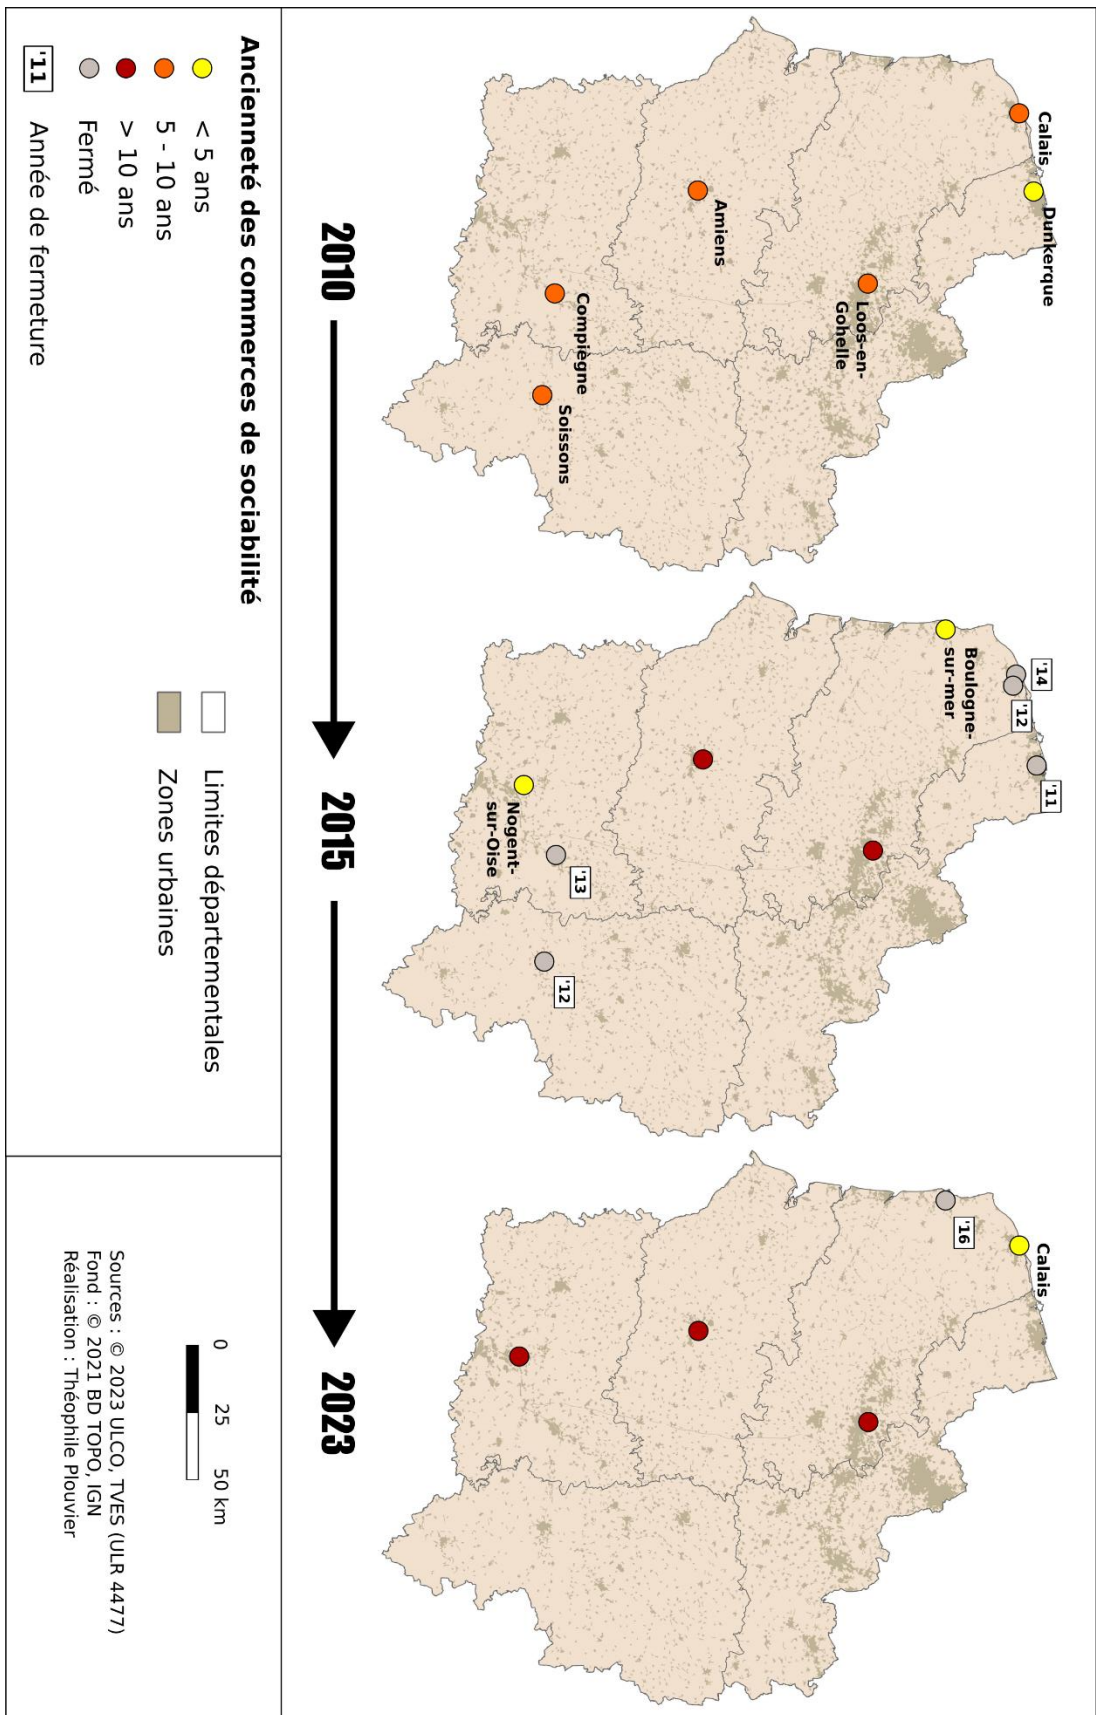 Calais
Dunkerque
Loos-en-
Gohelle
Amiens
Compiègne
Soissons
'14
'12
'11
Boulogne-
sur-mer
Nogent-
sur-Oise
'13
'12
Calais
'16
2010
2015
2023
Ancienneté des commerces de sociabilité
< 5 ans
5 - 10 ans
> 10 ans
Fermé
'11 Année de fermeture
Limites départementales
Zones urbaines
0 25 50 km
Sources : © 2023 ULCO, TVES (ULR 4477)
Fond : © 2021 BD TOPO, IGN
Réalisation : Théophile Plouvier